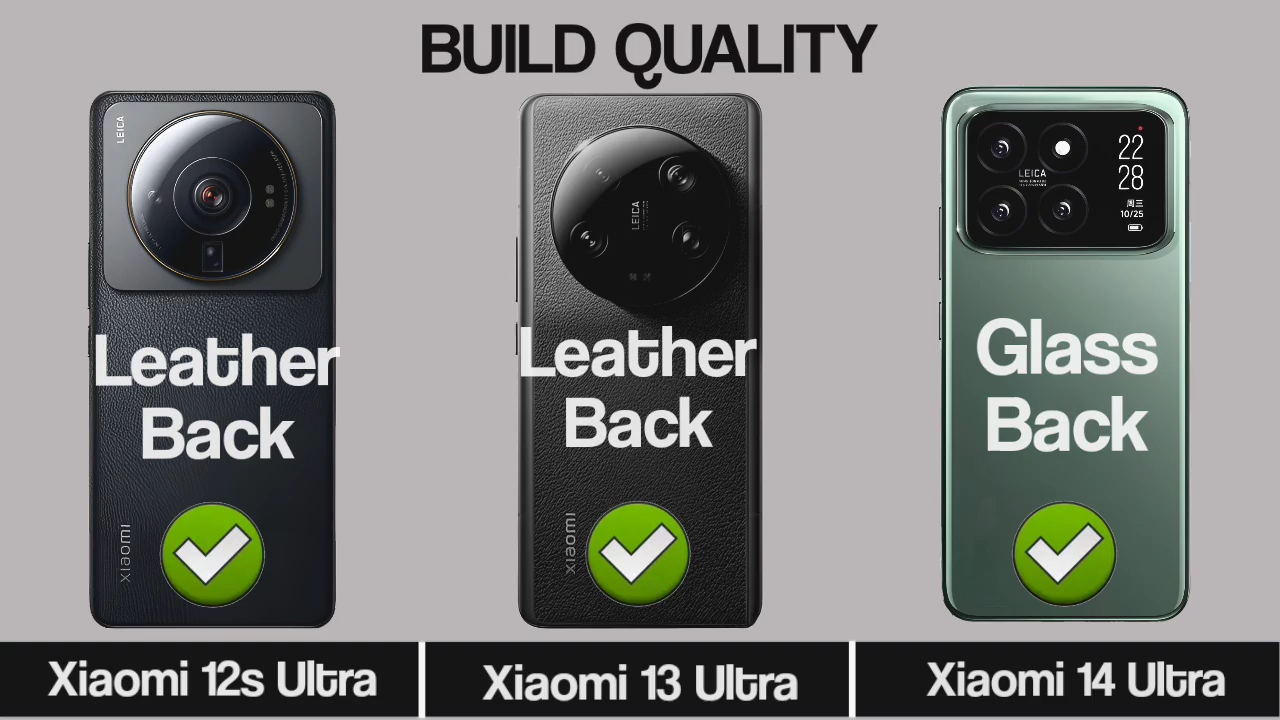 BUILD QUALITY
LEICA
Leather
Back
xiaomi
Xiaomi 12s Ultra
LEICA
Leather
Back
xiaomi
Xiaomi 13 Ultra
LEICA
22
28
周三
10/25
Glass
Back
Xiaomi 14 Ultra